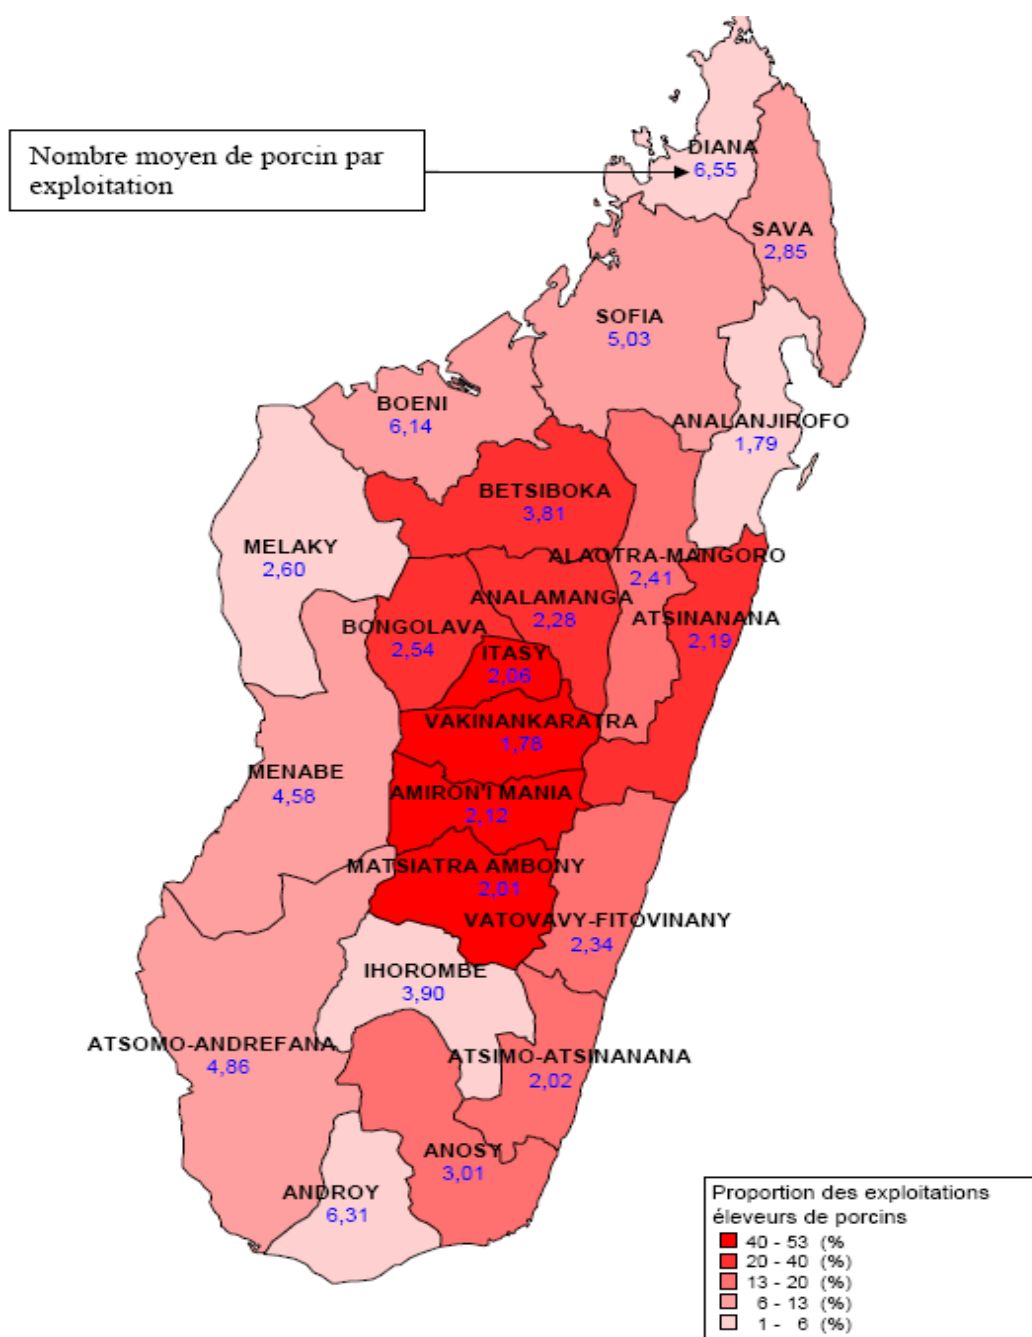 Nombre moyen de porcin par
exploitation
DIANA
6,55
SAVA
2,85
SOFIA
5,03
BOENI
6,14
ANALANJIROFO
1,79
BETSIBOKA
3,81
MELAKY
2,60
ALAOTRA-MANGORO
2,41
ANALAMANGA
2,28
ATSINANANA
2,19
BONGOLAVA
2,54
ITASY
2,06
VAKINANKARATRA
1,78
MENABE
4,58
AMIRON'I MANIA
2,12
MATSIATRA AMBONY
2,01
VATOVAVY-FITOVINANY
2,34
IHOROMBE
3,90
ATSOMO-ANDREFANA
4,86
ATSIMO-ATSINANANA
2,02
ANOSY
3,01
ANDROY
6,31
Proportion des exploitations
éleveurs de porcins
40 - 53 (%
20 - 40 (%)
13 - 20 (%)
6 - 13 (%)
1 - 6 (%)